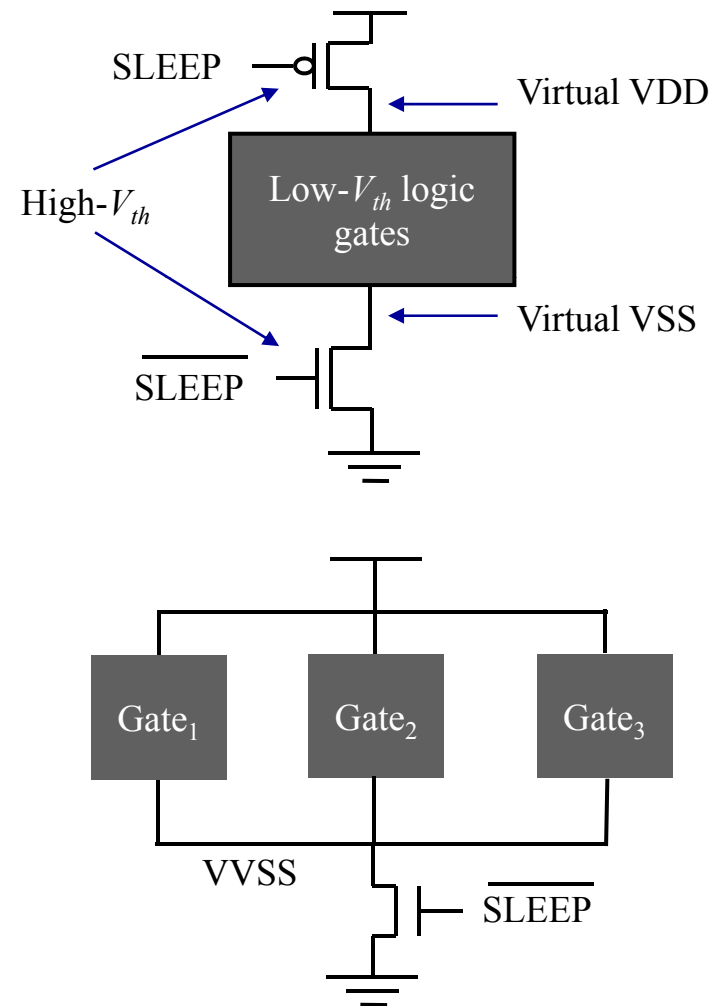 SLEEP
Virtual VDD
High-Vth
Low-Vth logic
gates
Virtual VSS
SLEEP
Gate1
Gate2
Gate3
VVSS
SLEEP